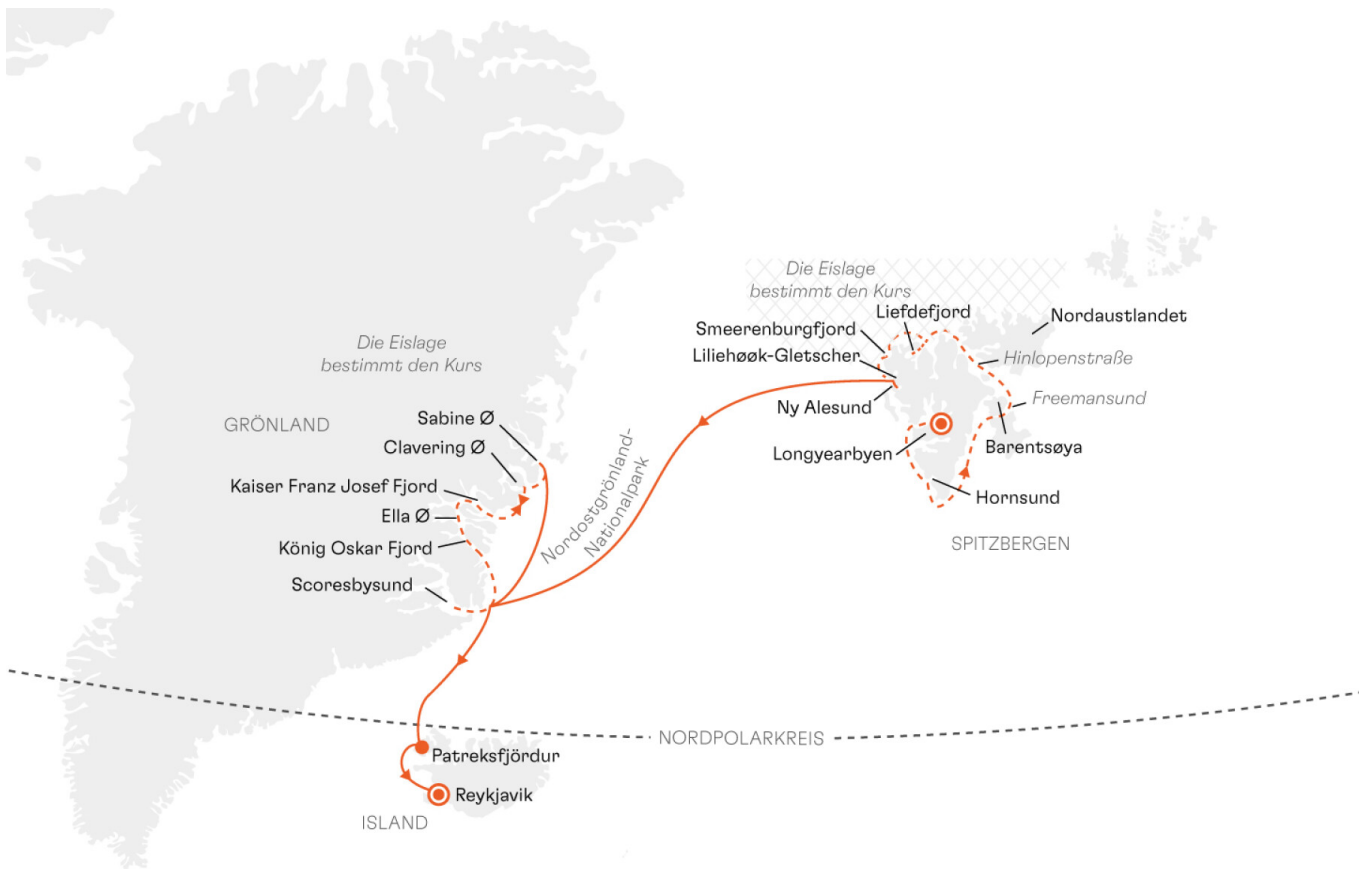 Die Eislage
bestimmt den Kurs
Liefdefjord
Smeerenburgfjord
Nordaustlandet
Liliehøøk-Gletscher
Hinlopenstraße
Ny Alesund
Freemansund
Longyearbyen
Barentsøya
Hornsund
SPITZBERGEN
Die Eislage
bestimmt den Kurs
GRÖNLAND
Sabine Ø
Clavering Ø
Kaiser Franz Josef Fjord
Ella Ø
König Oskar Fjord
Scoresbysund
Nordostgrönland-
Nationalpark
NORDPOLARKREIS
Patreksfjördur
Reykjavik
ISLAND